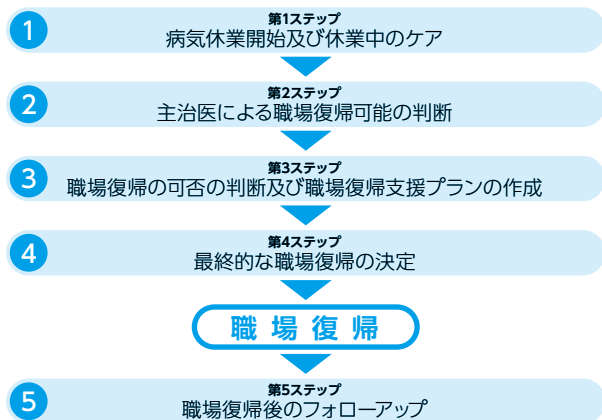 1
第1ステップ
病気休業開始及び休業中のケア
2
第2ステップ
主治医による職場復帰可能の判断
3
第3ステップ
職場復帰の可否の判断及び職場復帰支援プランの作成
4
第4ステップ
最終的な職場復帰の決定
職場復帰
5
第5ステップ
職場復帰後のフォローアップ